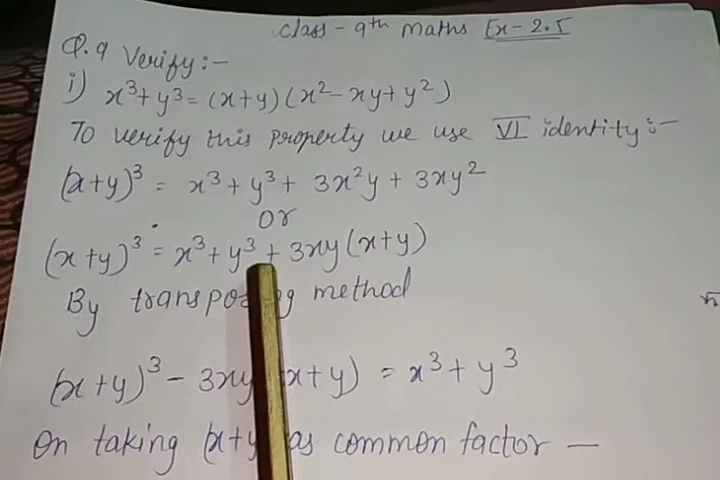 Class - 9th Maths Ex - 2.5
Q.9 Verify :-
i) x³ + y³ = (x+y) (x² - xy + y²)
To verify this property we use VI identity :-
(x+y)³ = x³ + y³ + 3x²y + 3xy²
or
(x+y)³ = x³ + y³ + 3xy (x+y)
By method
(x+y)³ - 3xy (x+y) = x³ + y³
On taking (x+y) as common factor —